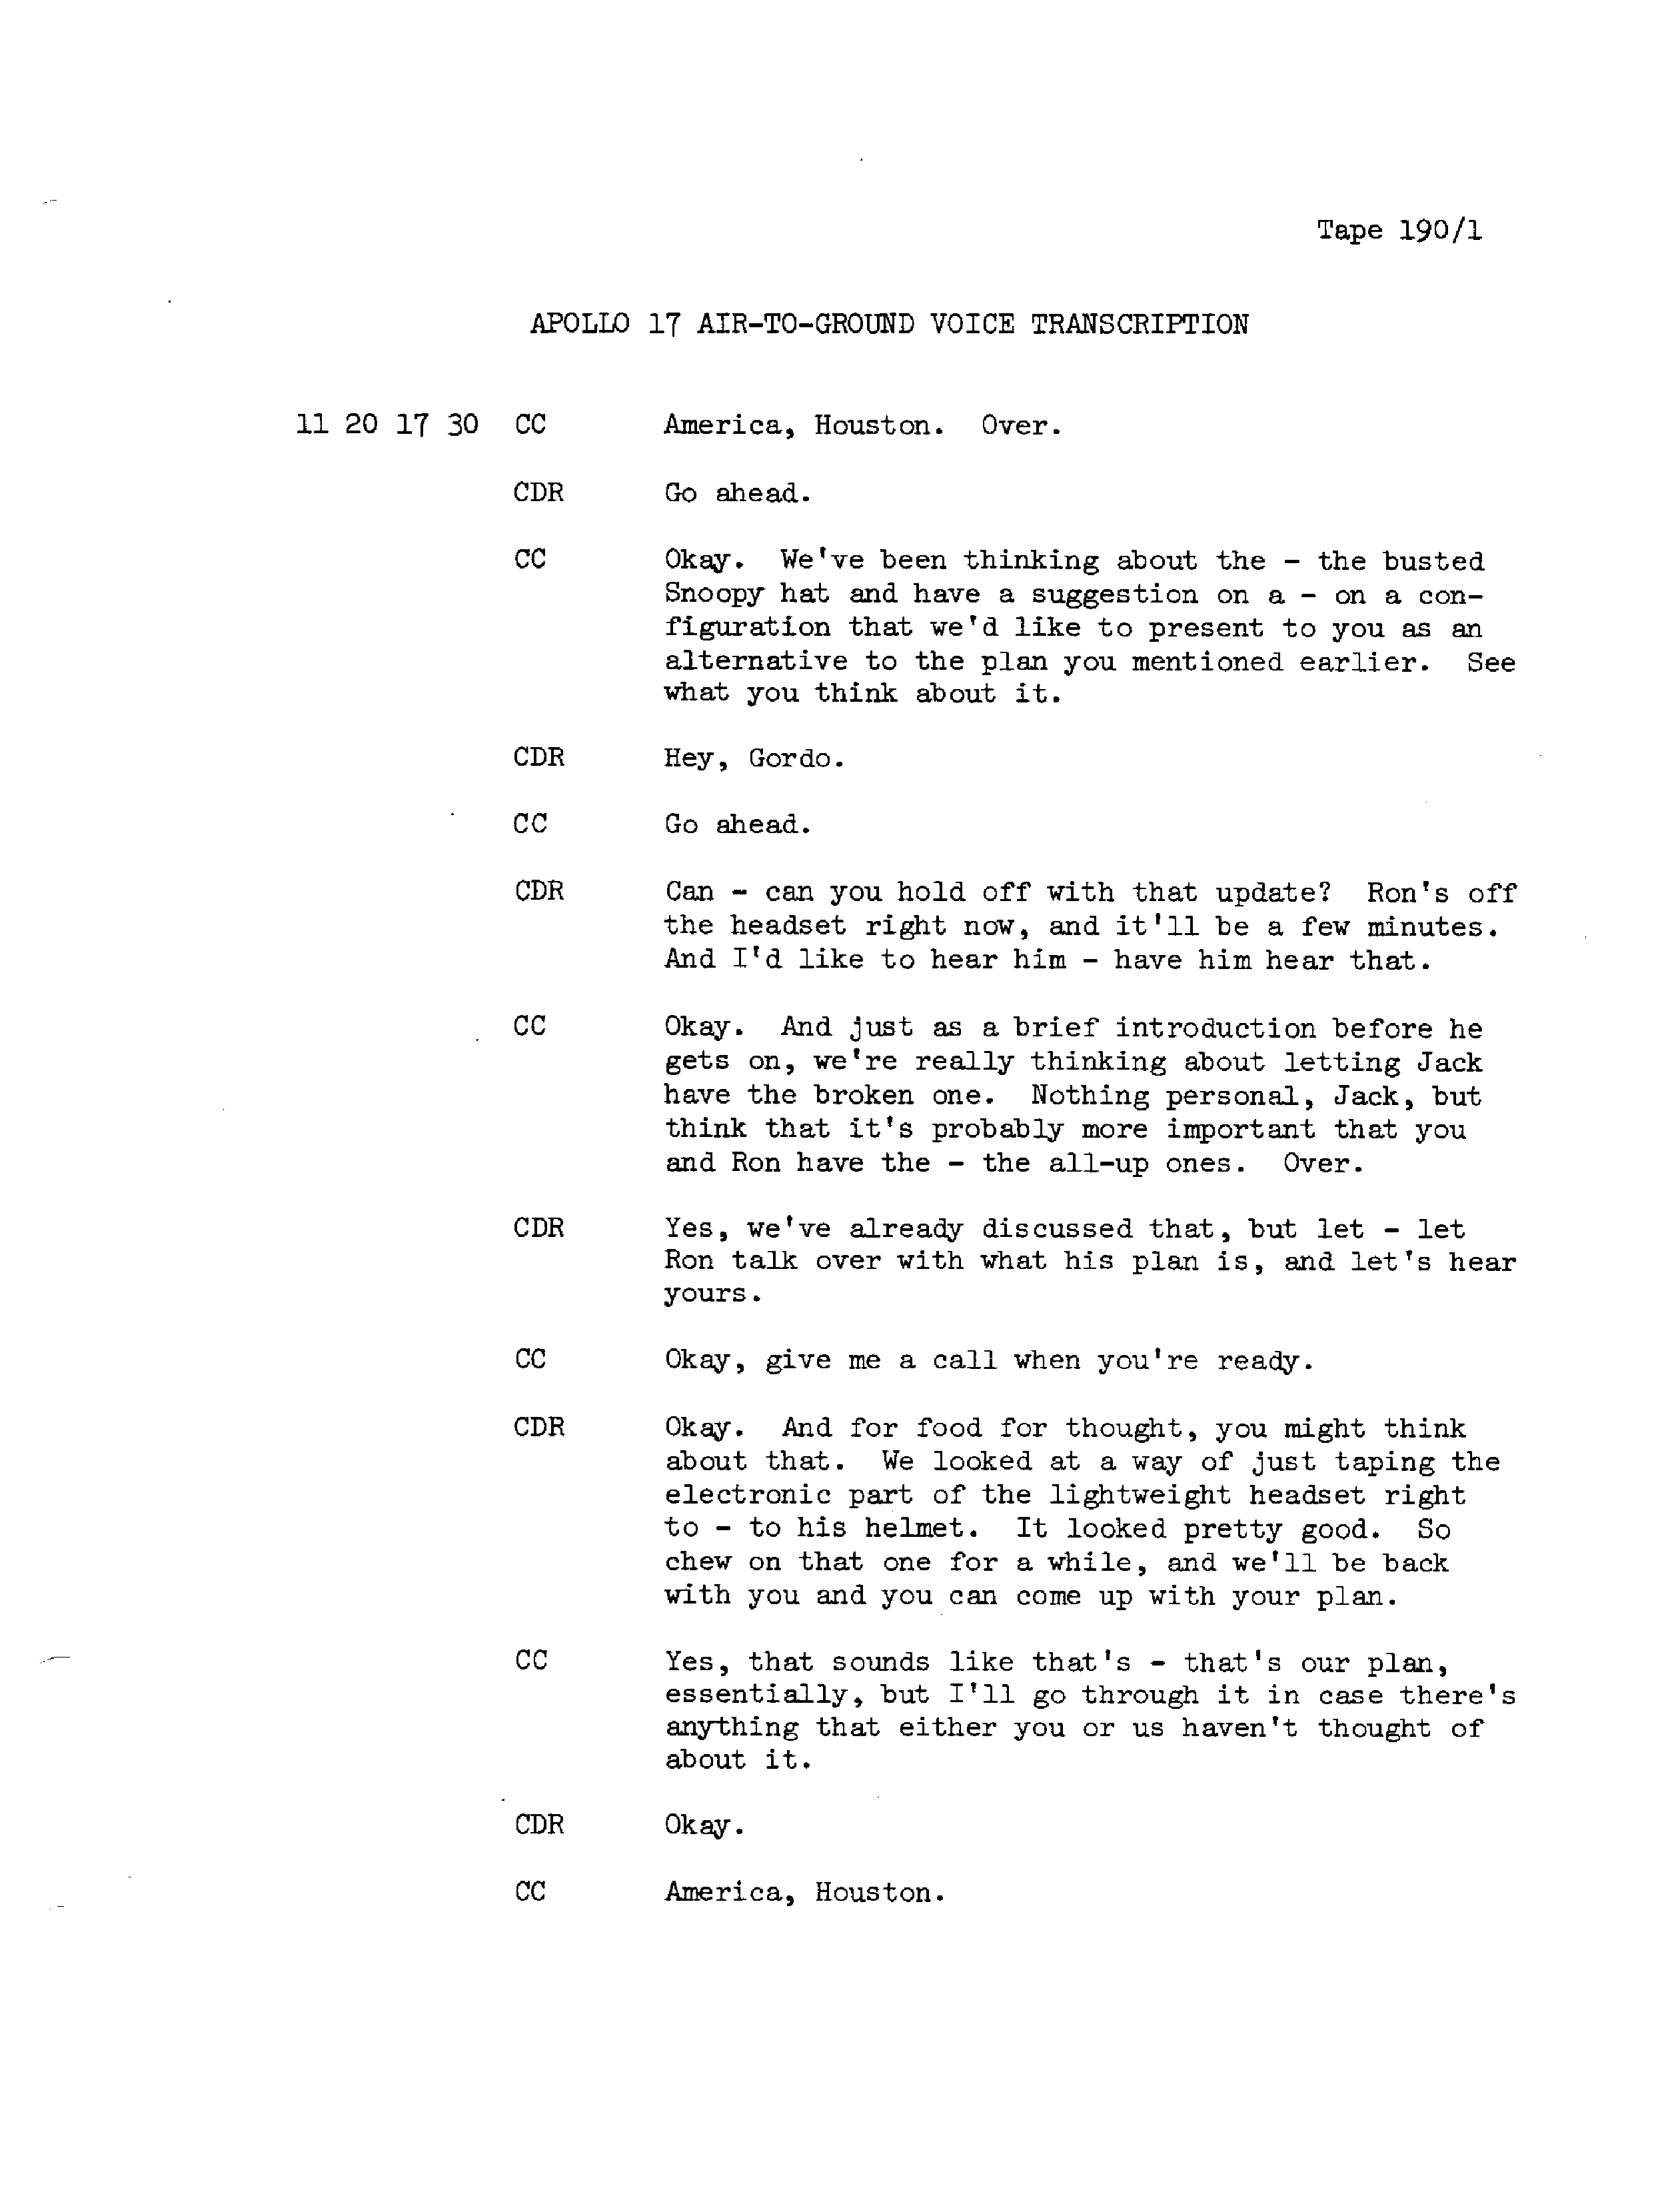 Tape 190/1
APOLLO 17 AIR-TO-GROUND VOICE TRANSCRIPTION
11 20 17 30 CC America, Houston. Over.
CDR Go ahead.
CC Okay. We've been thinking about the - the busted
Snoopy hat and have a suggestion on a - on a con-
figuration that we'd like to present to you as an
alternative to the plan you mentioned earlier. See
what you think about it.
CDR Hey, Gordo.
CC Go ahead.
CDR Can - can you hold off with that update? Ron's off
the headset right now, and it'll be a few minutes.
And I'd like to hear him - have him hear that.
CC Okay. And just as a brief introduction before he
gets on, we're really thinking about letting Jack
have the broken one. Nothing personal, Jack, but
think that it's probably more important that you
and Ron have the - the all-up ones. Over.
CDR Yes, we've already discussed that, but let - let
Ron talk over with what his plan is, and let's hear
yours.
CC Okay, give me a call when you're ready.
CDR Okay. And for food for thought, you might think
about that. We looked at a way of just taping the
electronic part of the lightweight headset right
to - to his helmet. It looked pretty good. So
chew on that one for a while, and we'll be back
with you and you can come up with your plan.
CC Yes, that sounds like that's - that's our plan,
essentially, but I'll go through it in case there's
anything that either you or us haven't thought of
about it.
CDR Okay.
CC America, Houston.